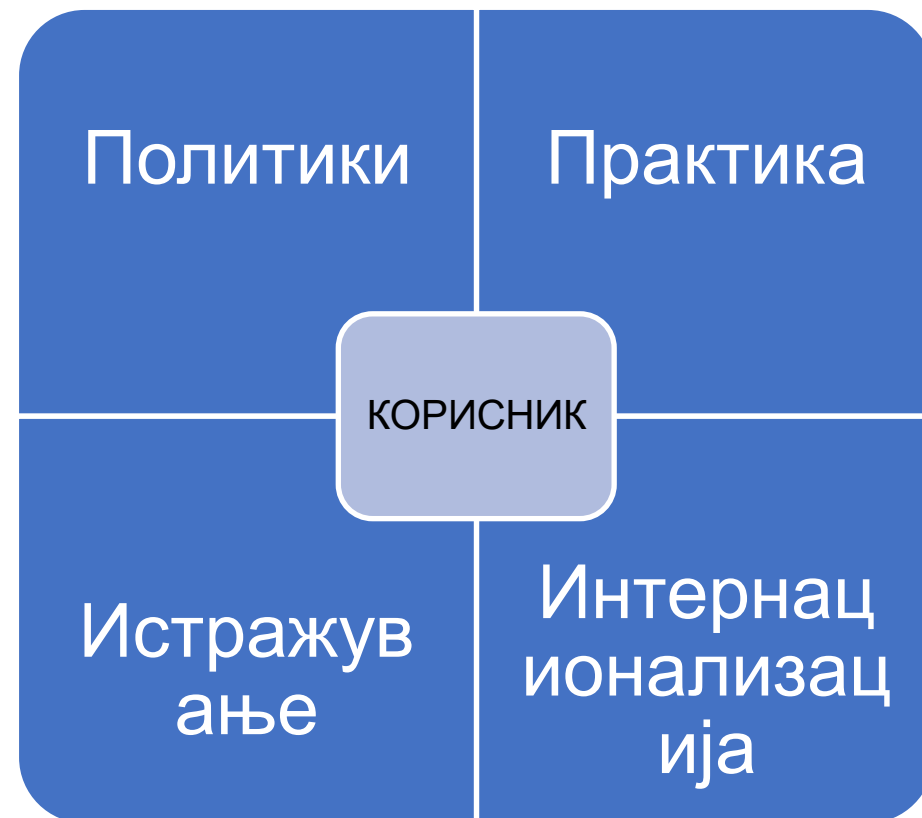 Политики
Практика
КОРИСНИК
Истражув
ање
Интернац
ионализац
ија